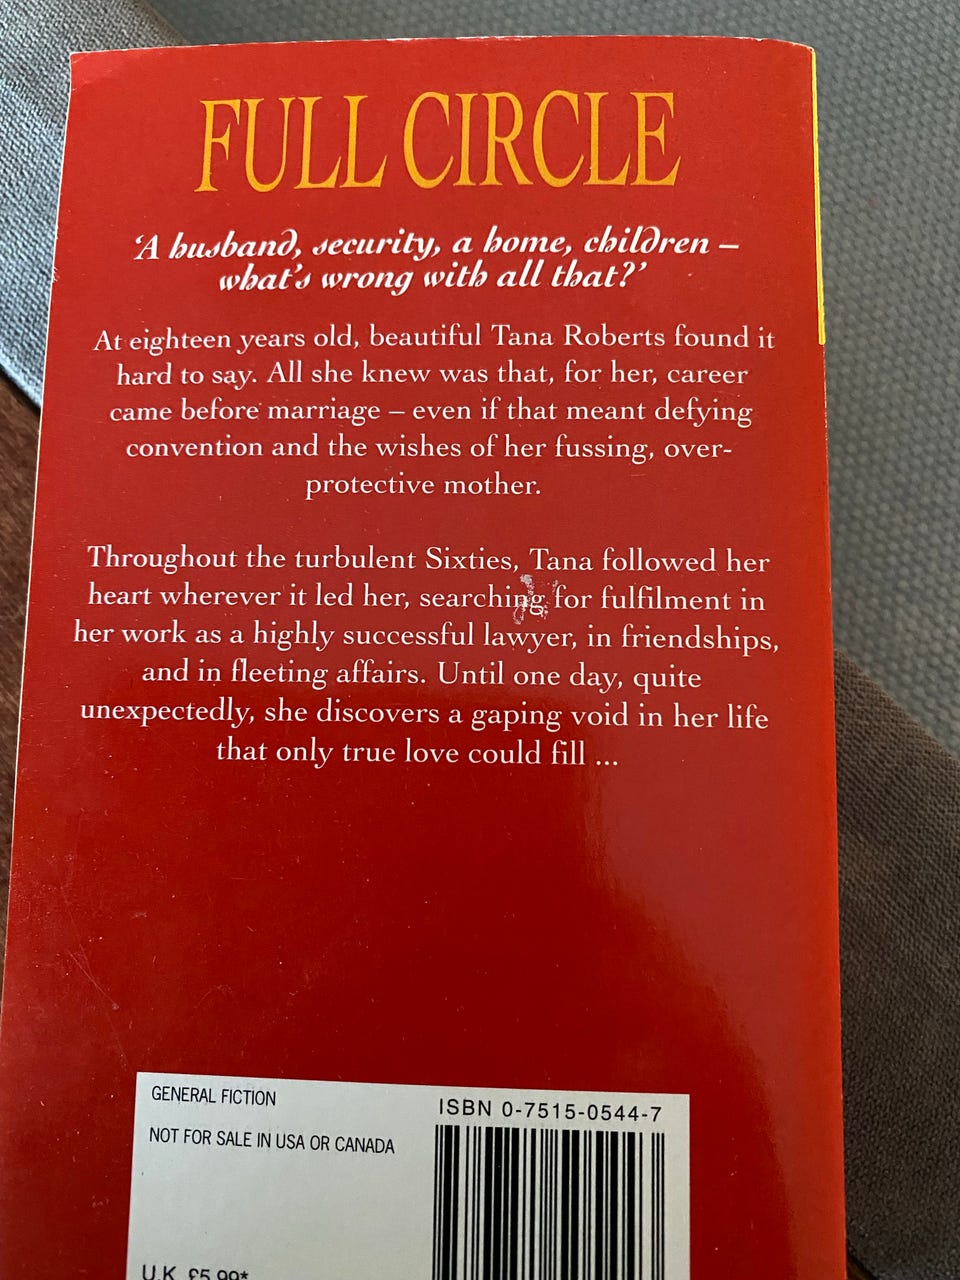 FULL CIRCLE
‘A husband, security, a home, children –
what’s wrong with all that?’
At eighteen years old, beautiful Tana Roberts found it
hard to say. All she knew was that, for her, career
came before marriage – even if that meant defying
convention and the wishes of her fussing, over-
protective mother.
Throughout the turbulent Sixties, Tana followed her
heart wherever it led her, searching for fulfilment in
her work as a highly successful lawyer, in friendships,
and in fleeting affairs. Until one day, quite
unexpectedly, she discovers a gaping void in her life
that only true love could fill ...
GENERAL FICTION
NOT FOR SALE IN USA OR CANADA
ISBN 0-7515-0544-7
U.K. £5.99*